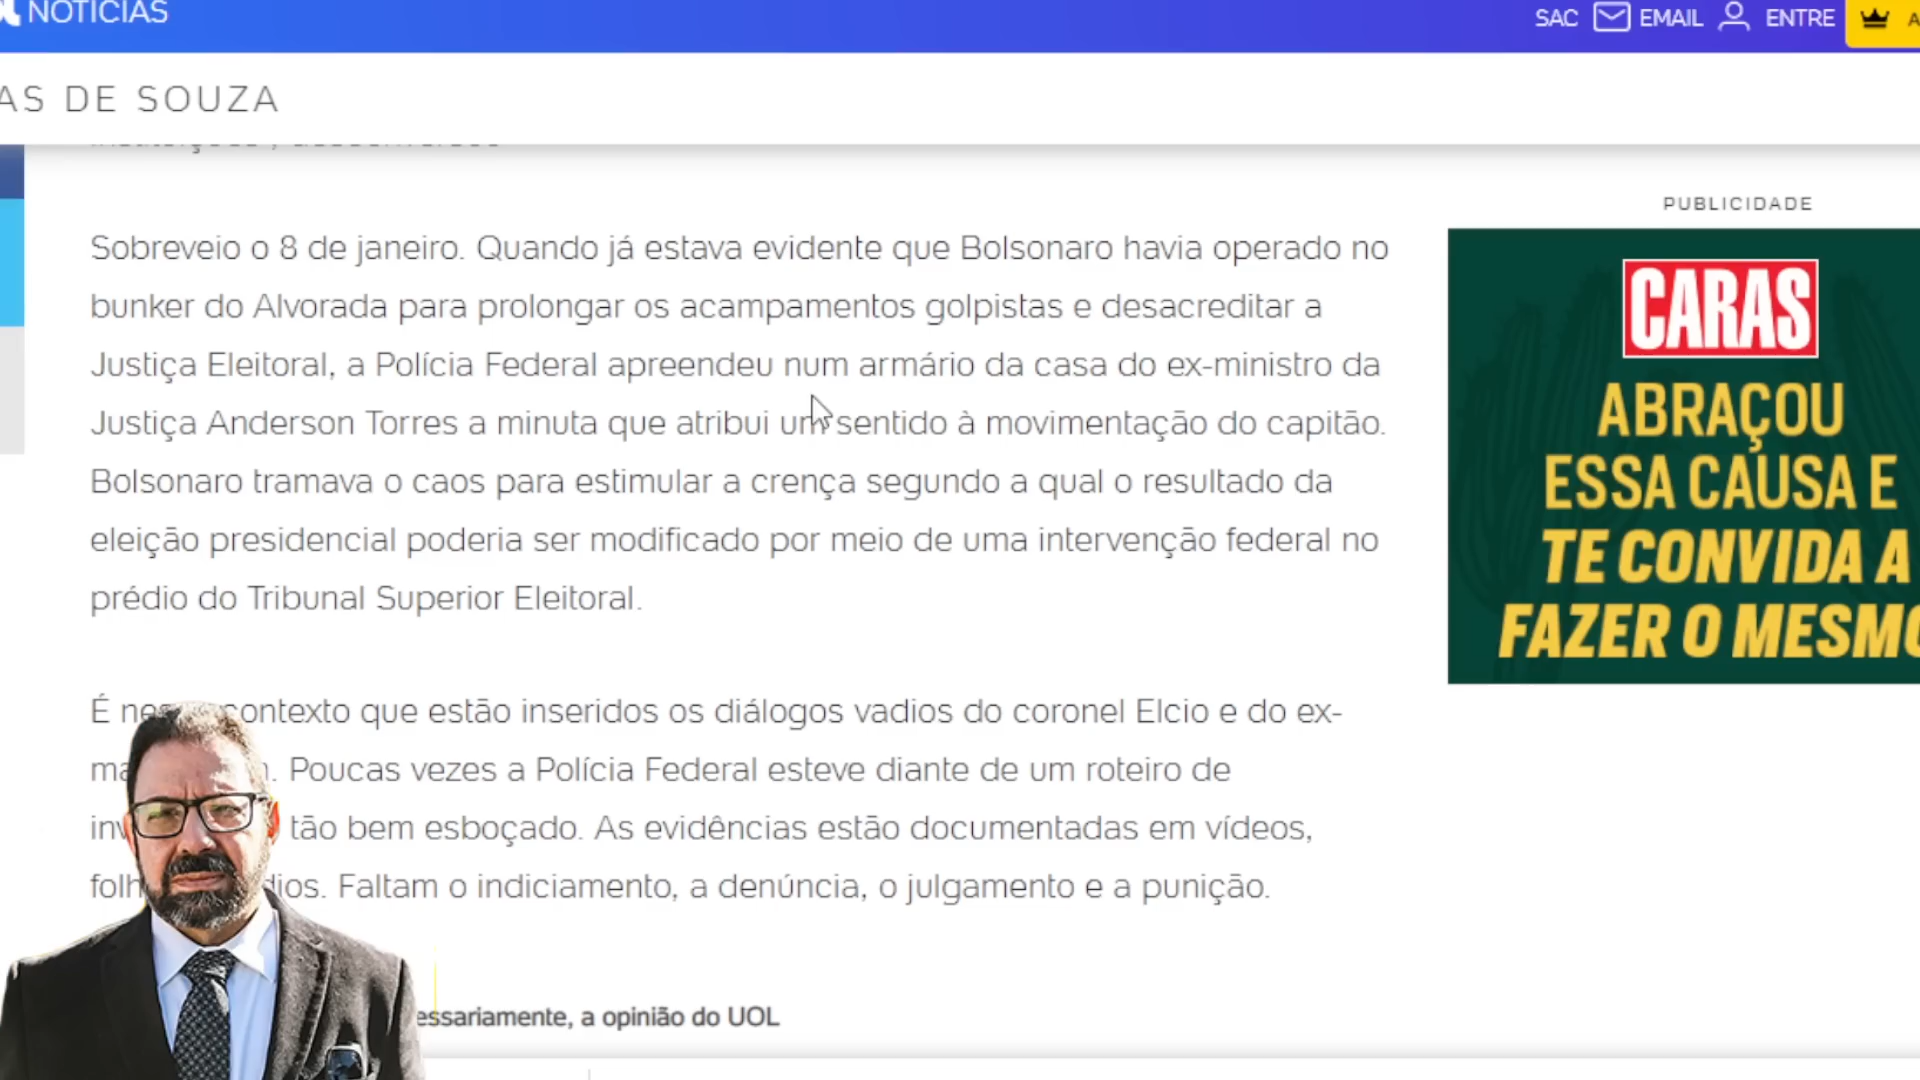 NOTÍCIAS
SAC EMAIL ENTRE
AS DE SOUZA
PUBLICIDADE
Sobreveio o 8 de janeiro. Quando já estava evidente que Bolsonaro havia operado no
bunker do Alvorada para prolongar os acampamentos golpistas e desacreditar a
Justiça Eleitoral, a Polícia Federal apreendeu num armário da casa do ex-ministro da
Justiça Anderson Torres a minuta que atribui um sentido à movimentação do capitão.
Bolsonaro tramava o caos para estimular a crença segundo a qual o resultado da
eleição presidencial poderia ser modificado por meio de uma intervenção federal no
prédio do Tribunal Superior Eleitoral.
É contexto que estão inseridos os diálogos vadios do coronel Elcio e do ex-
Poucas vezes a Polícia Federal esteve diante de um roteiro de
tão bem esboçado. As evidências estão documentadas em vídeos,
Faltam o indiciamento, a denúncia, o julgamento e a punição.
essariamente, a opinião do UOL
CARAS
ABRAÇOU
ESSA CAUSA E
TE CONVIDA A
FAZER O MESMO